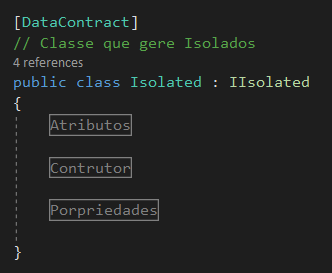 [DataContract]
// Classe que gere Isolados
4 references
public class Isolated : IIsolated
{
Atributos
Contrutor
Porpriedades
}